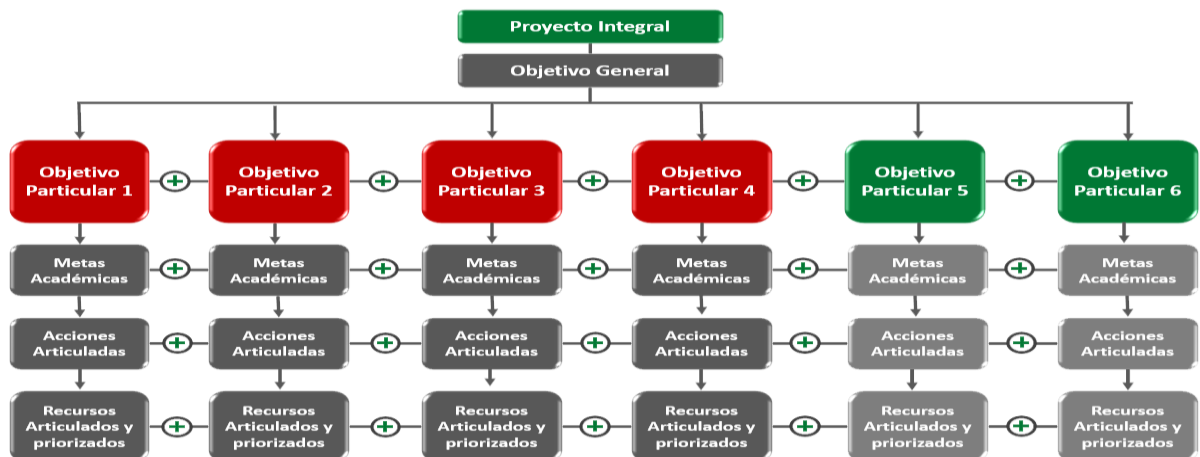 Proyecto Integral
Objetivo General
Objetivo
Particular 1
Objetivo
Particular 2
Objetivo
Particular 3
Objetivo
Particular 4
Objetivo
Particular 5
Objetivo
Particular 6
Metas
Académicas
Metas
Académicas
Metas
Académicas
Metas
Académicas
Metas
Académicas
Metas
Académicas
Acciones
Articuladas
Acciones
Articuladas
Acciones
Articuladas
Acciones
Articuladas
Acciones
Articuladas
Acciones
Articuladas
Recursos
Articulados y
priorizados
Recursos
Articulados y
priorizados
Recursos
Articulados y
priorizados
Recursos
Articulados y
priorizados
Recursos
Articulados y
priorizados
Recursos
Articulados y
priorizados